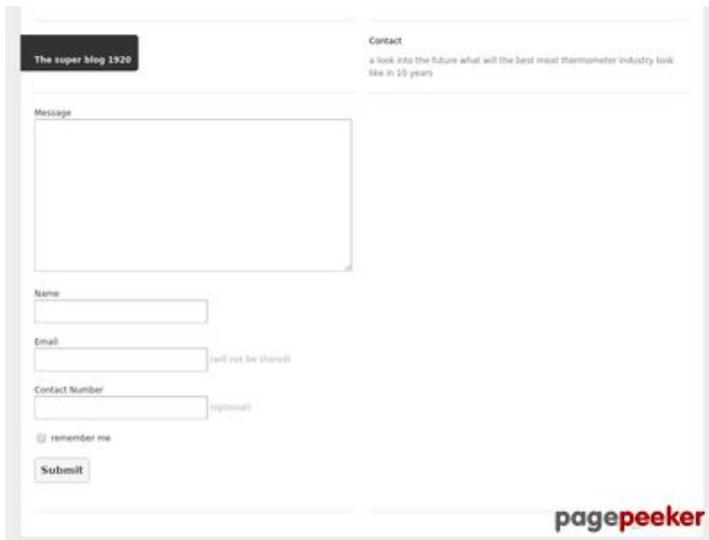 The super blog 1920
Contact
a look into the future what will the best meat thermometer industry look
like in 10 years
Message
Name
Email
(will not be shared)
Contact Number
(optional)
remember me
Submit
pagepeeker